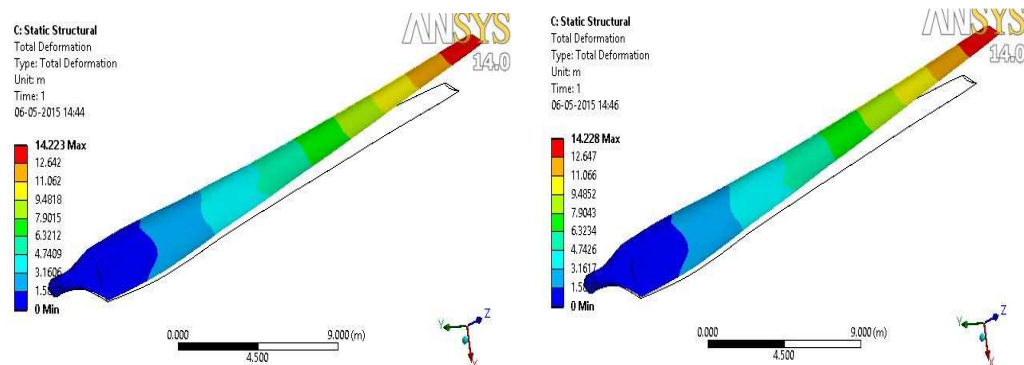 C: Static Structural
Total Deformation
Type: Total Deformation
Unit: m
Time: 1
06-05-2015 14:44
ANSYS
14.0
14.223 Max
12.642
11.062
9.4818
7.9015
6.3212
4.7409
3.1606
0 Min
0.000
9.000 (m)
4.500
Y
Z
X
C: Static Structural
Total Deformation
Type: Total Deformation
Unit: m
Time: 1
06-05-2015 14:46
ANSYS
14.0
14.228 Max
12.647
11.066
9.4852
7.9043
6.3234
4.7426
3.1617
0 Min
0.000
9.000 (m)
4.500
Y
Z
X